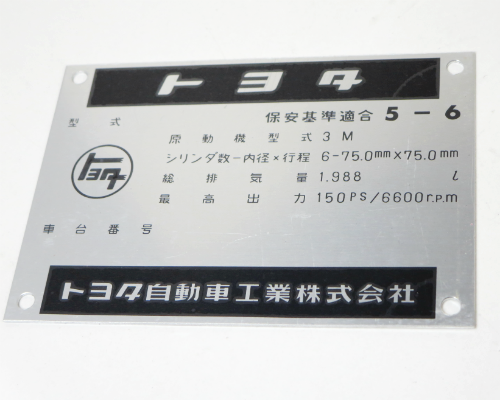 トヨタ
型式 保安基準適合 5-6
原動機型式 3M
シリンダ数-内径×行程 6-75.0mm×75.0mm
トヨタ
総排気量 1.988 ℓ
最高出力 150PS/6600r.p.m
車台番号
トヨタ自動車工業株式会社